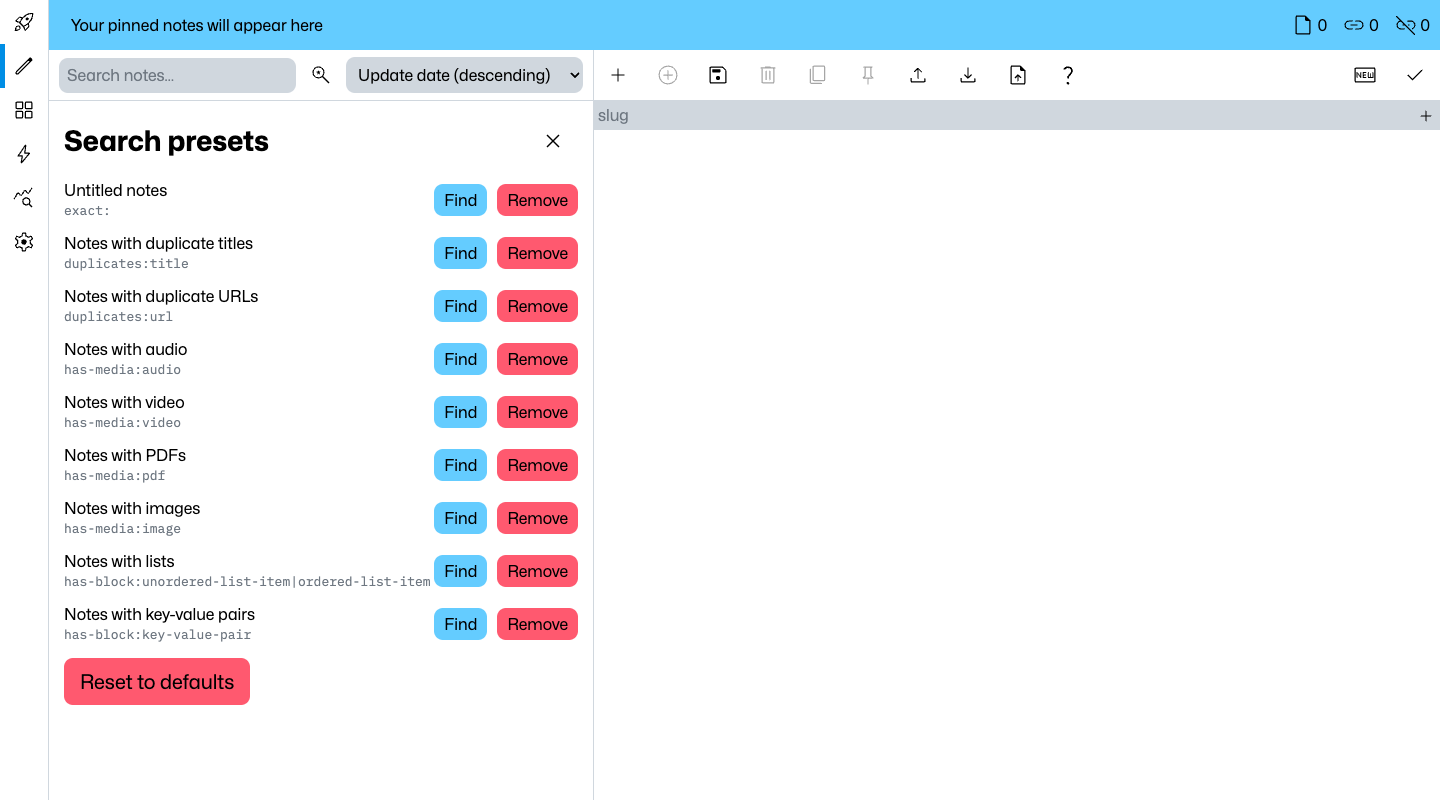 Your pinned notes will appear here
0
0
0
Search notes...
Update date (descending)
NEW
slug
Search presets
Untitled notes
exact:
Find
Remove
Notes with duplicate titles
duplicates:title
Find
Remove
Notes with duplicate URLs
duplicates:url
Find
Remove
Notes with audio
has-media:audio
Find
Remove
Notes with video
has-media:video
Find
Remove
Notes with PDFs
has-media:pdf
Find
Remove
Notes with images
has-media:image
Find
Remove
Notes with lists
has-block:unordered-list-item|ordered-list-item
Find
Remove
Notes with key-value pairs
has-block:key-value-pair
Find
Remove
Reset to defaults